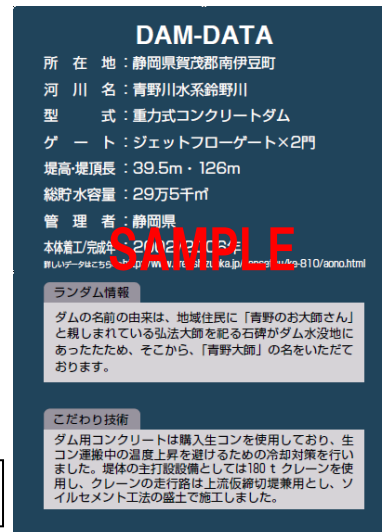 DAM-DATA
所在地：静岡県賀茂郡南伊豆町
河川名：青野川水系鈴野川
型式：重力式コンクリートダム
ゲート：ジェットフローゲート×2門
堤高・堤頂長：39.5m・126m
総貯水容量：29万5千㎥
管理者：静岡県
本体着工/完成年：2002/2006年
詳しいデータはこちら
SAMPLE
ランダム情報
ダムの名前の由来は、地域住民に「青野のお大師さん」
と親しまれている弘法大師を祀る石碑がダム水没地に
あったたため、そこから、「青野大師」の名をいただて
おります。
こだわり技術
ダム用コンクリートは購入生コンを使用しており、生
コン運搬中の温度上昇を避けるための冷却対策を行い
ました。堤体の主打設設備としては180ｔクレーンを使
用し、クレーンの走行路は上流仮締切堤兼用とし、ソ
イルセメント工法の盛土で施工しました。